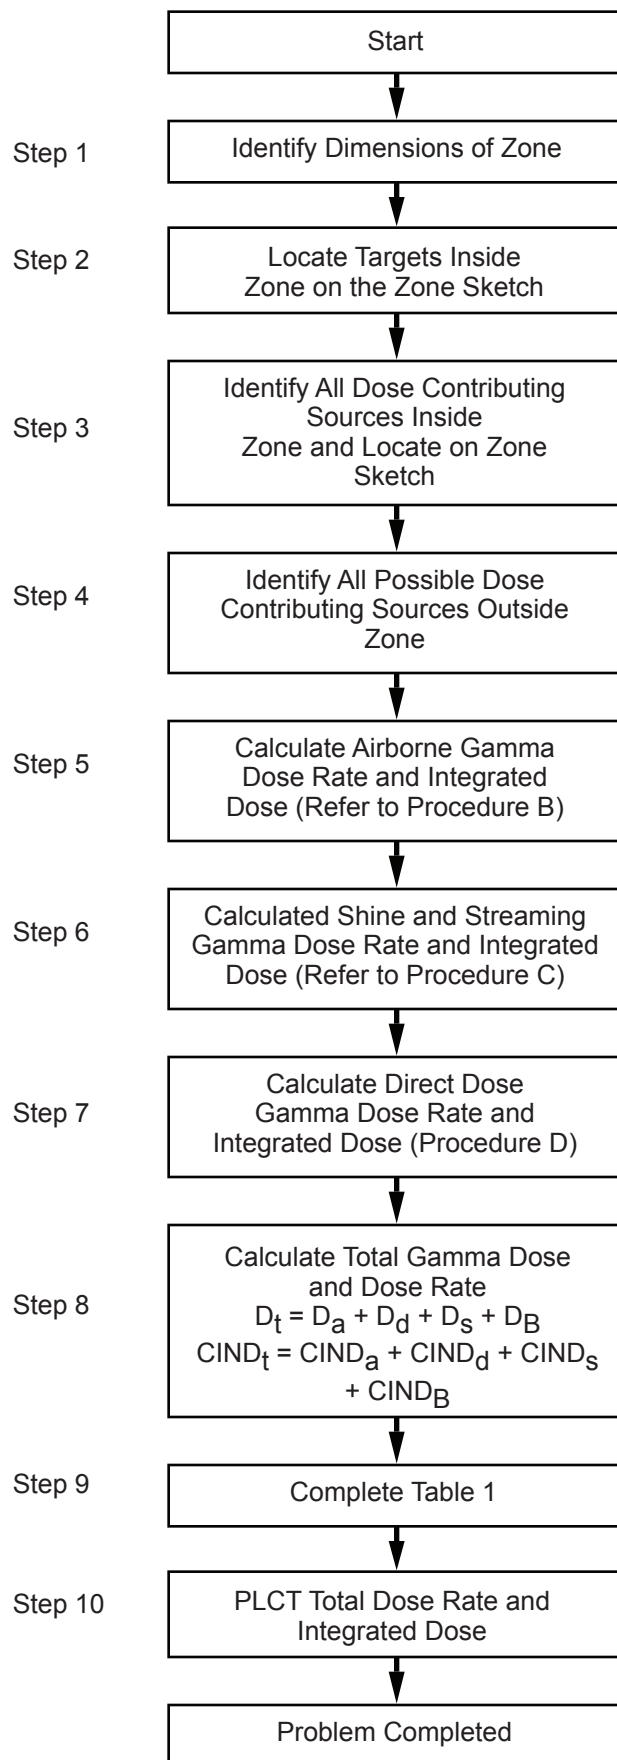 Start
Step 1
Identify Dimensions of Zone
Step 2
Locate Targets Inside
Zone on the Zone Sketch
Step 3
Identify All Dose Contributing
Sources Inside
Zone and Locate on Zone
Sketch
Step 4
Identify All Possible Dose
Contributing Sources Outside
Zone
Step 5
Calculate Airborne Gamma
Dose Rate and Integrated
Dose (Refer to Procedure B)
Step 6
Calculated Shine and Streaming
Gamma Dose Rate and Integrated
Dose (Refer to Procedure C)
Step 7
Calculate Direct Dose
Gamma Dose Rate and
Integrated Dose (Procedure D)
Step 8
Calculate Total Gamma Dose
and Dose Rate
Dt = Da + Dd + Ds + DB
CINDt = CINDa + CINDd + CINDs
+ CINDB
Step 9
Complete Table 1
Step 10
PLCT Total Dose Rate and
Integrated Dose
Problem Completed